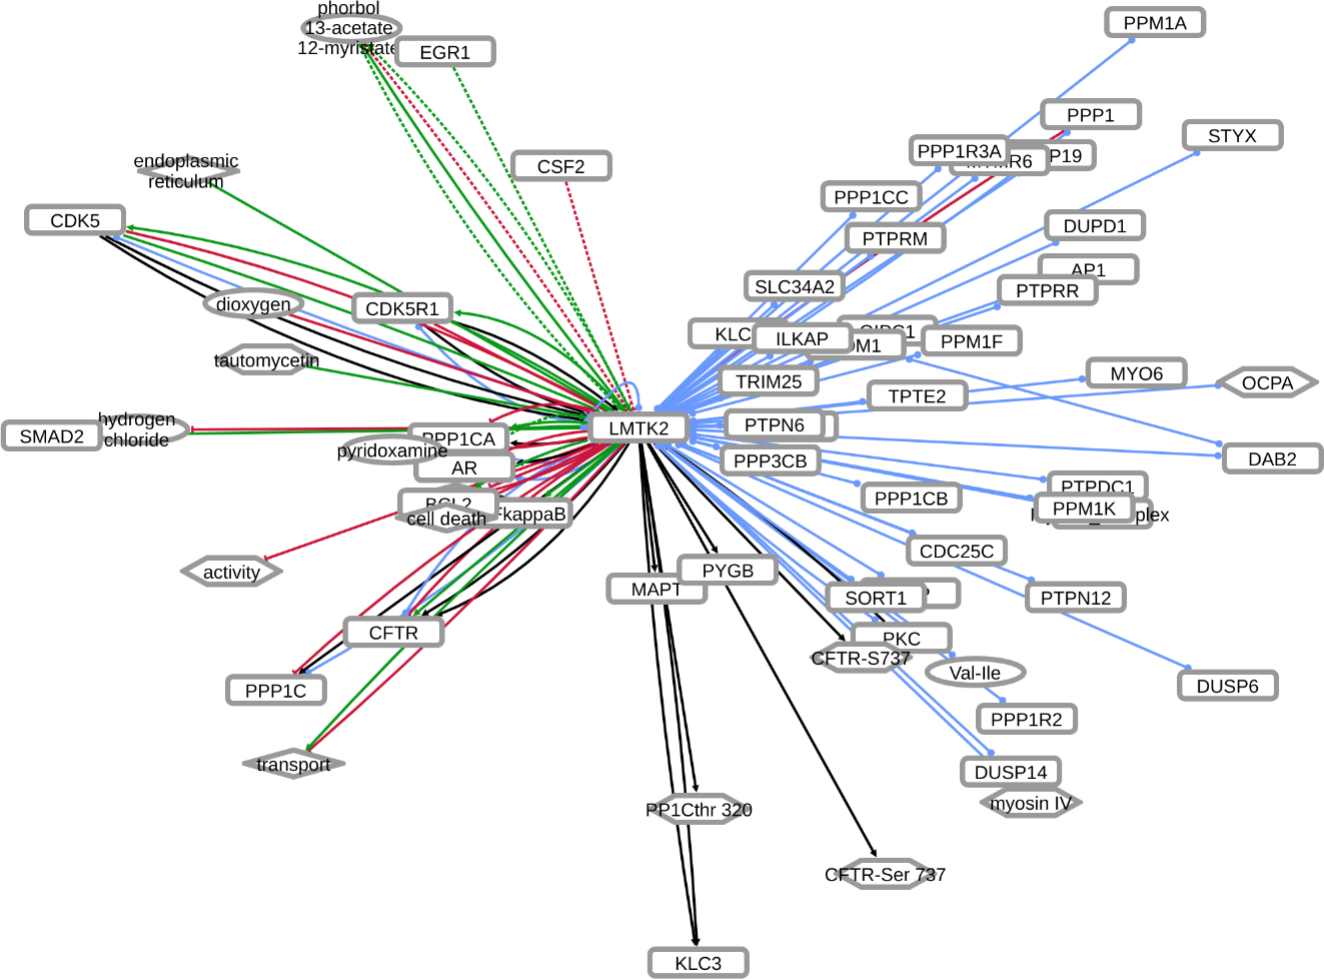 phorbol
13-acetate
12-myristate
EGR1
PPM1A
PPP1
STYX
PPP1R3A
P19
CSF2
endoplasmic
reticulum
PPP1CC
CDK5
DUPD1
PTPRM
AP1
SLC34A2
PTPRR
dioxygen
CDK5R1
KLC
ILKAP
PPM1F
tautomycetin
TRIM25
MYO6
OCPA
TPTE2
hydrogen
chloride
SMAD2
PPP1CA
LMTK2
PTPN6
pyridoxamine
AR
PPP3CB
DAB2
PTPDC1
BCL2
PPP1CB
PPM1K
plex
cell death
kappaB
CDC25C
activity
PYGB
MAPT
SORT1
PTPN12
CFTR
PKC
CFTR-S737
Val-Ile
DUSP6
PPP1C
PPP1R2
transport
DUSP14
myosin IV
PP1Cthr 320
CFTR-Ser 737
KLC3